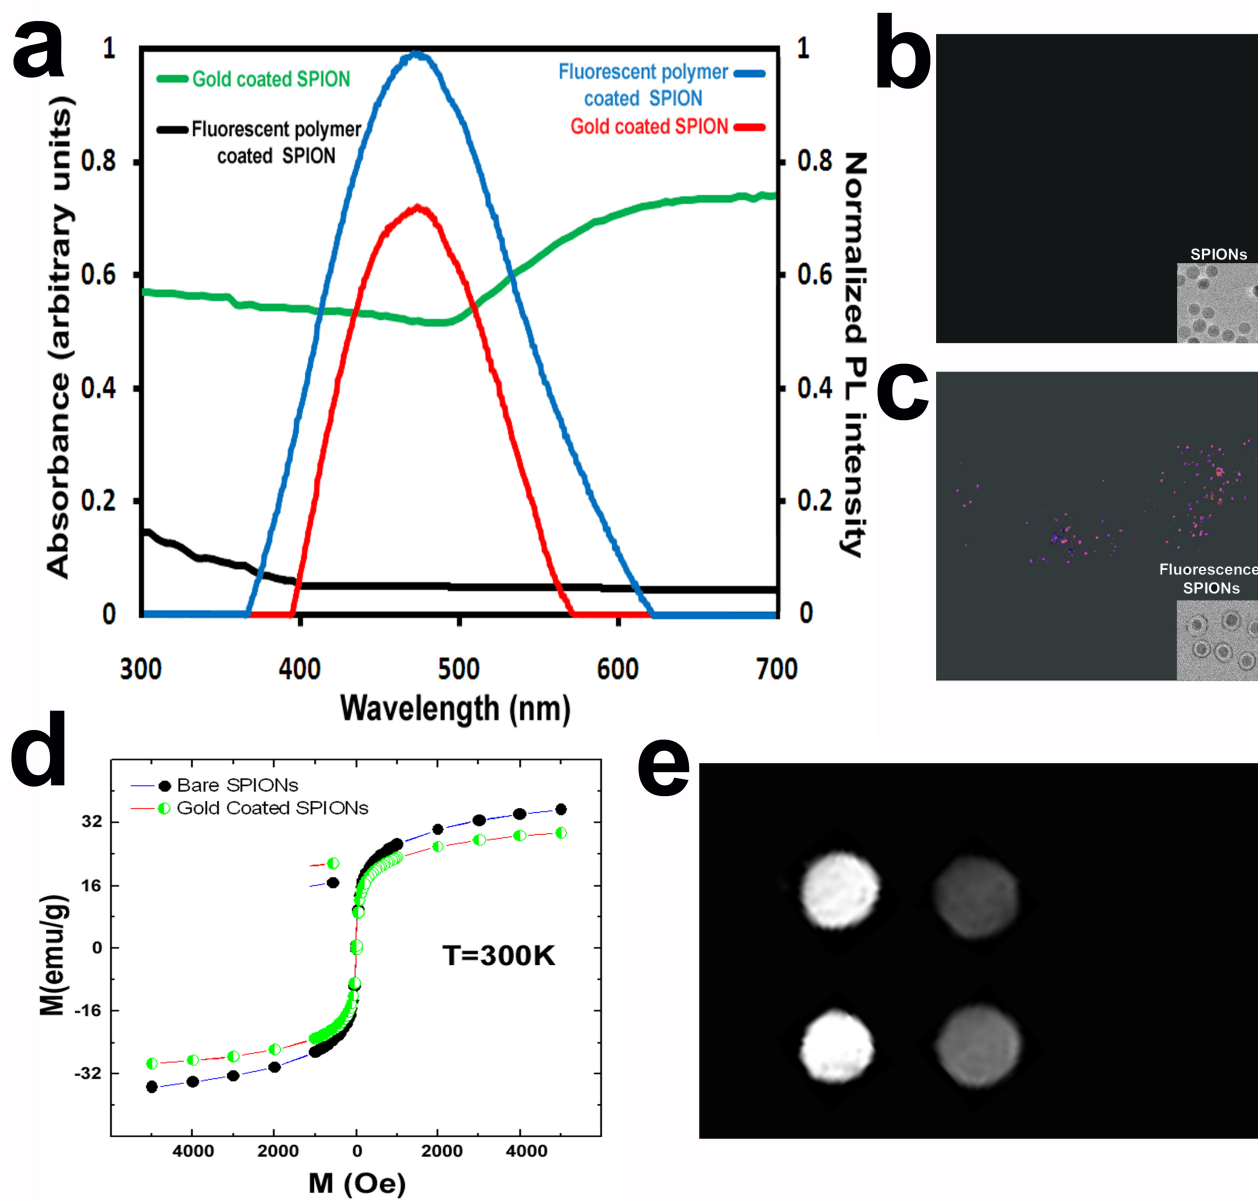 a
1
0.8
0.6
0.4
0.2
0
Absorbance (arbitrary units)
Gold coated SPION
Fluorescent polymer
coated SPION
Fluorescent polymer
coated SPION
Gold coated SPION
1
0.8
0.6
0.4
0.2
0
Normalized PL intensity
300
400
500
600
700
Wavelength (nm)
b
SPIONs
c
Fluorescence
SPIONs
d
Bare SPIONs
Gold Coated SPIONs
32
16
0
-16
-32
M(emu/g)
T=300K
4000
2000
0
2000
4000
M (Oe)
e